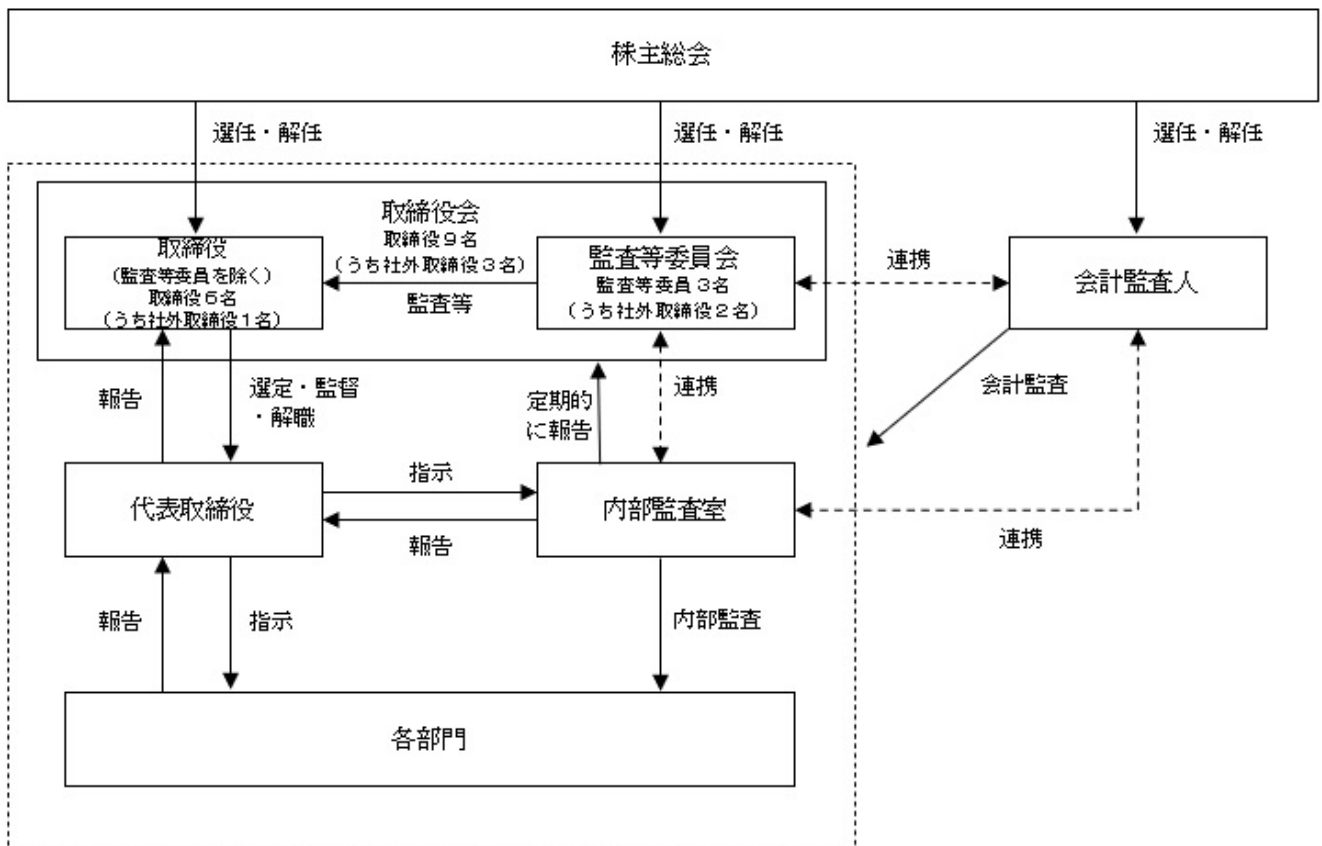 株主総会
選任・解任
選任・解任
選任・解任
取締役会
取締役９名
（うち社外取締役３名）
取締役
（監査等委員を除く）
取締役６名
（うち社外取締役１名）
監査等
監査等委員会
監査等委員３名
（うち社外取締役２名）
連携
会計監査人
報告
選定・監督
・解職
定期的
に報告
連携
会計監査
代表取締役
指示
報告
内部監査室
連携
報告
指示
内部監査
各部門